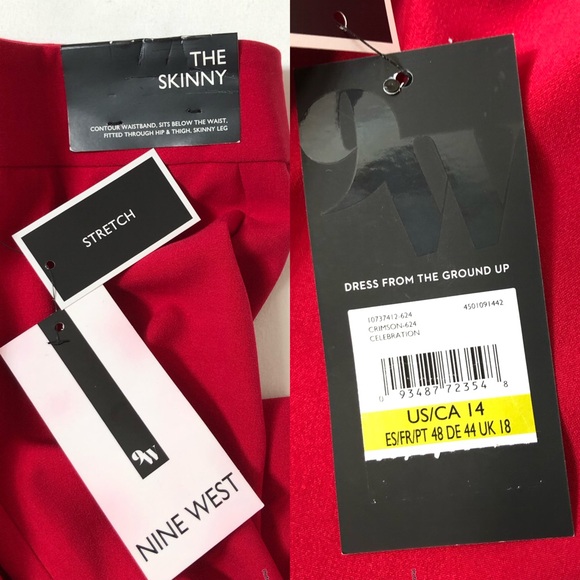 THE
SKINNY
CONTOUR WAISTBAND, SITS BELOW THE WAIST,
FITTED THROUGH HIP & THIGH, SKINNY LEG
STRETCH
9W
NINE WEST
9W
DRESS FROM THE GROUND UP
10737412-624 4501091442
CRIMSON-624
CELEBRATION
0 93487 72354 8
US/CA 14
ES/FR/PT 48 DE 44 UK 18